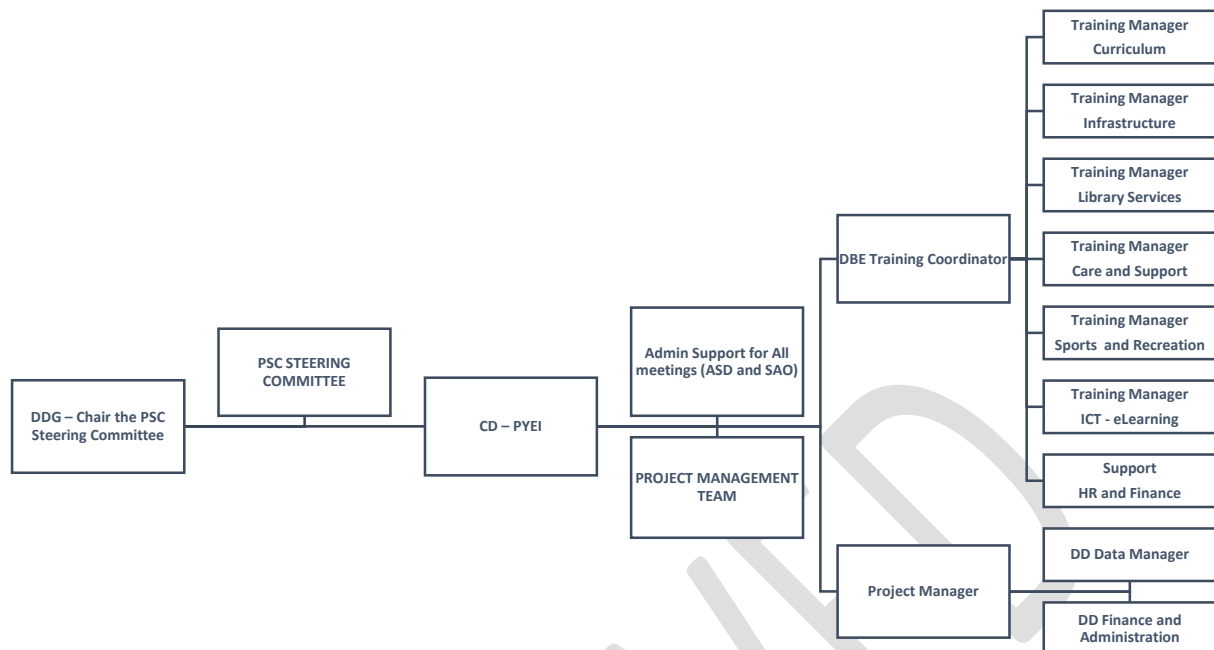 DDG – Chair the PSC
Steering Committee
PSC STEERING
COMMITTEE
CD – PYEI
Admin Support for All
meetings (ASD and SAO)
PROJECT MANAGEMENT
TEAM
DBE Training Coordinator
Training Manager
Curriculum
Training Manager
Infrastructure
Training Manager
Library Services
Training Manager
Care and Support
Training Manager
Sports and Recreation
Training Manager
ICT - eLearning
Support
HR and Finance
Project Manager
DD Data Manager
DD Finance and
Administration